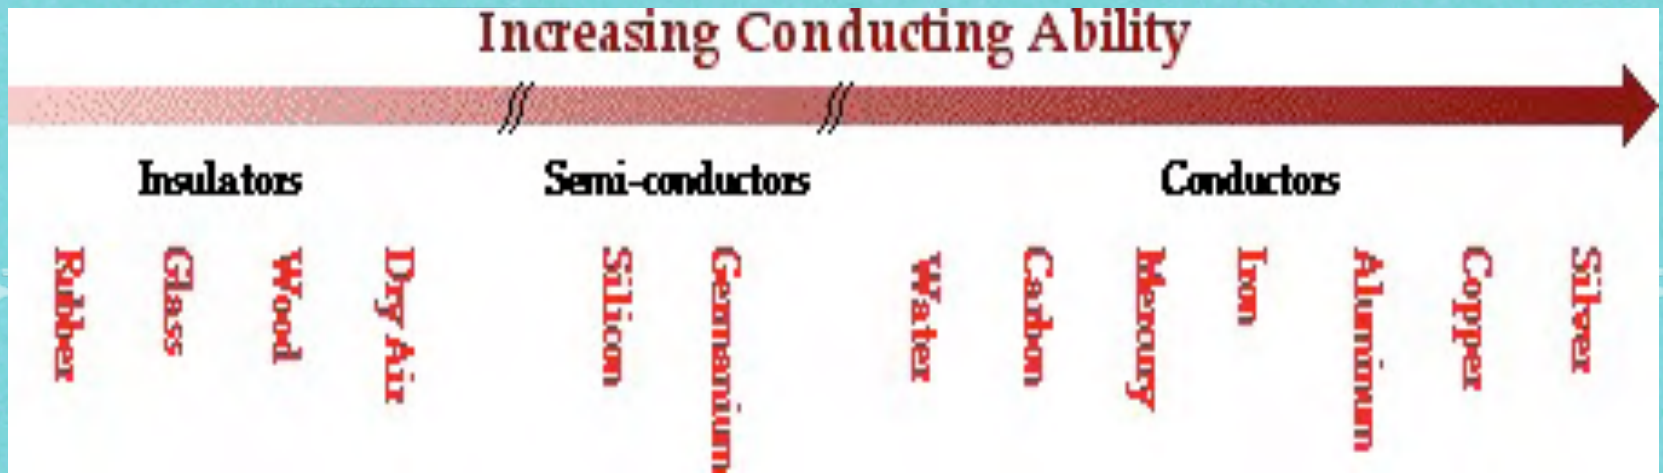 Increasing Conducting Ability
Insulators Semi-conductors Conductors
Rubber
Glass
Wood
Dry Air
Silicon
Germanium
Water
Carbon
Mercury
Iron
Aluminum
Copper
Silver